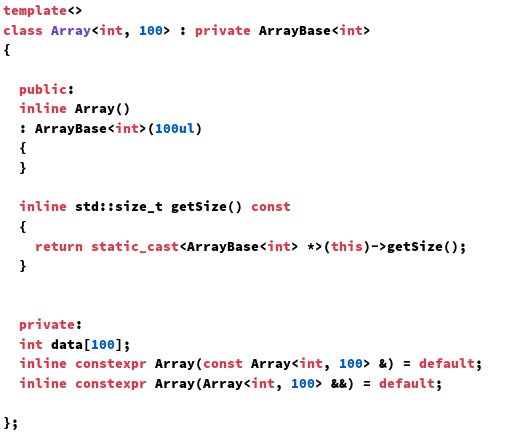 template<>
class Array<int, 100> : private ArrayBase<int>
{
public:
inline Array()
: ArrayBase<int>(100ul)
{
}
inline std::size_t getSize() const
{
return static_cast<ArrayBase<int> *>(this)->getSize();
}
private:
int data[100];
inline constexpr Array(const Array<int, 100> &) = default;
inline constexpr Array(Array<int, 100> &&) = default;
};